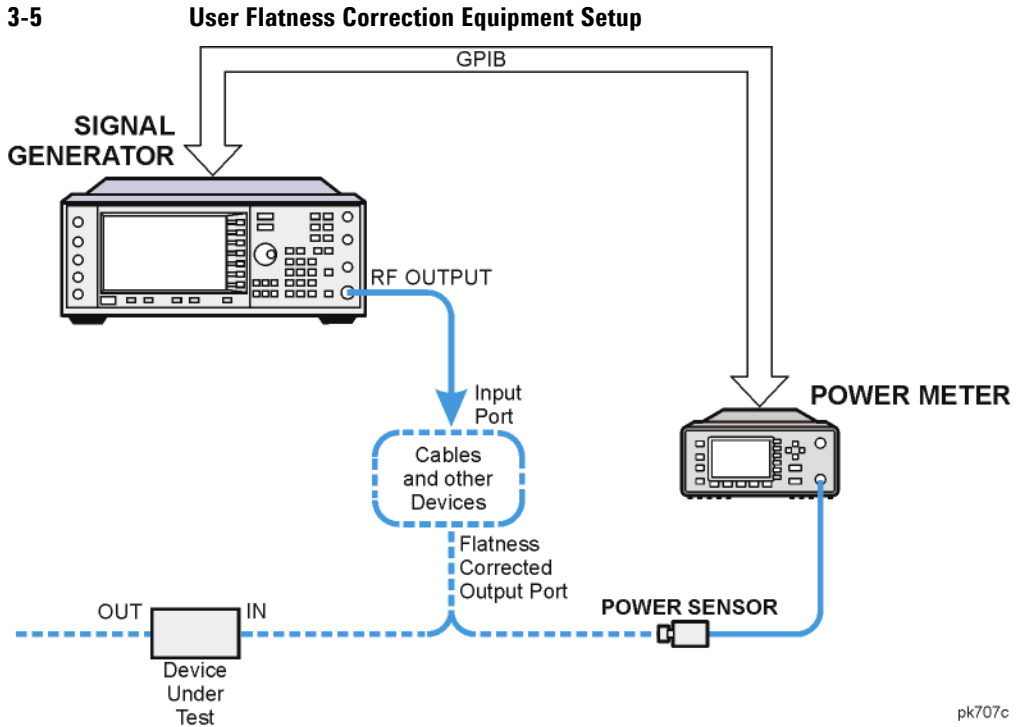 3-5 User Flatness Correction Equipment Setup
GPIB
SIGNAL
GENERATOR
RF OUTPUT
Input
Port
POWER METER
Cables
and other
Devices
Flatness
Corrected
Output Port
POWER SENSOR
OUT
IN
Device
Under
Test
pk707c